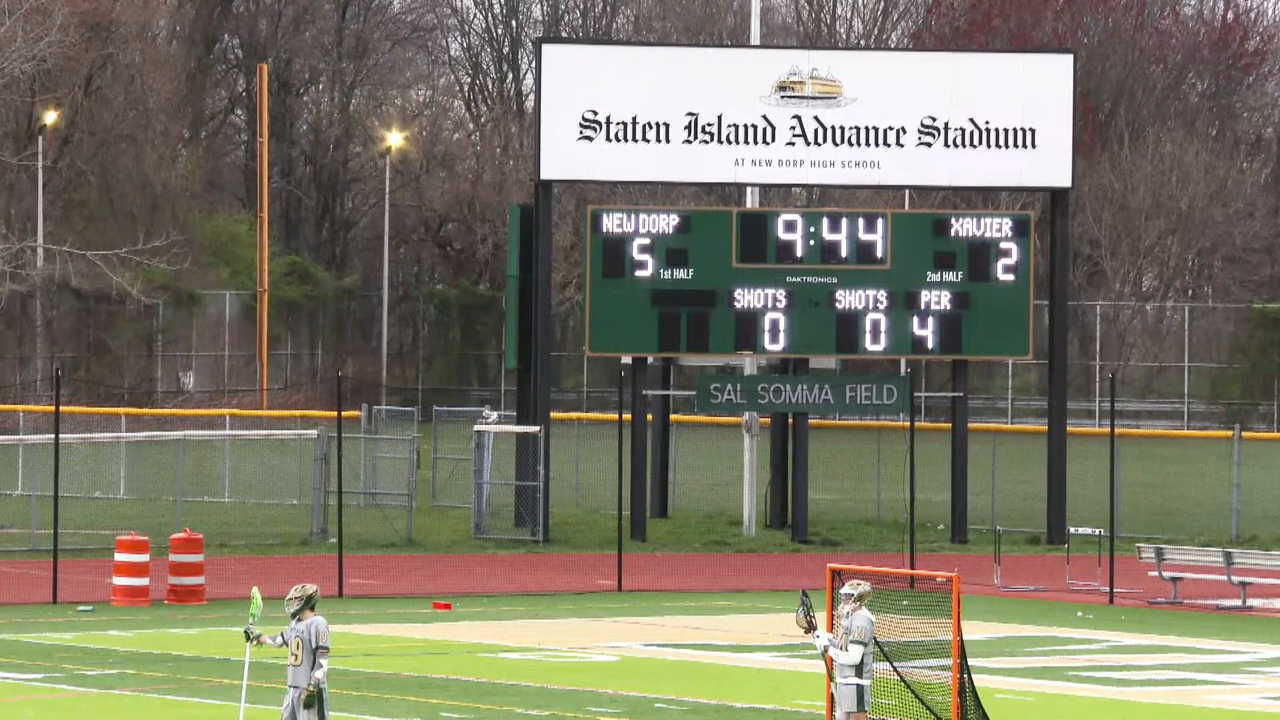 Staten Island Advance Stadium
AT NEW DORP HIGH SCHOOL
NEW DORP 9:44 XAVIER
5 2
1st HALF 2nd HALF
DAKTRONICS
SHOTS SHOTS PER
0 0 4
SAL SOMMA FIELD
19